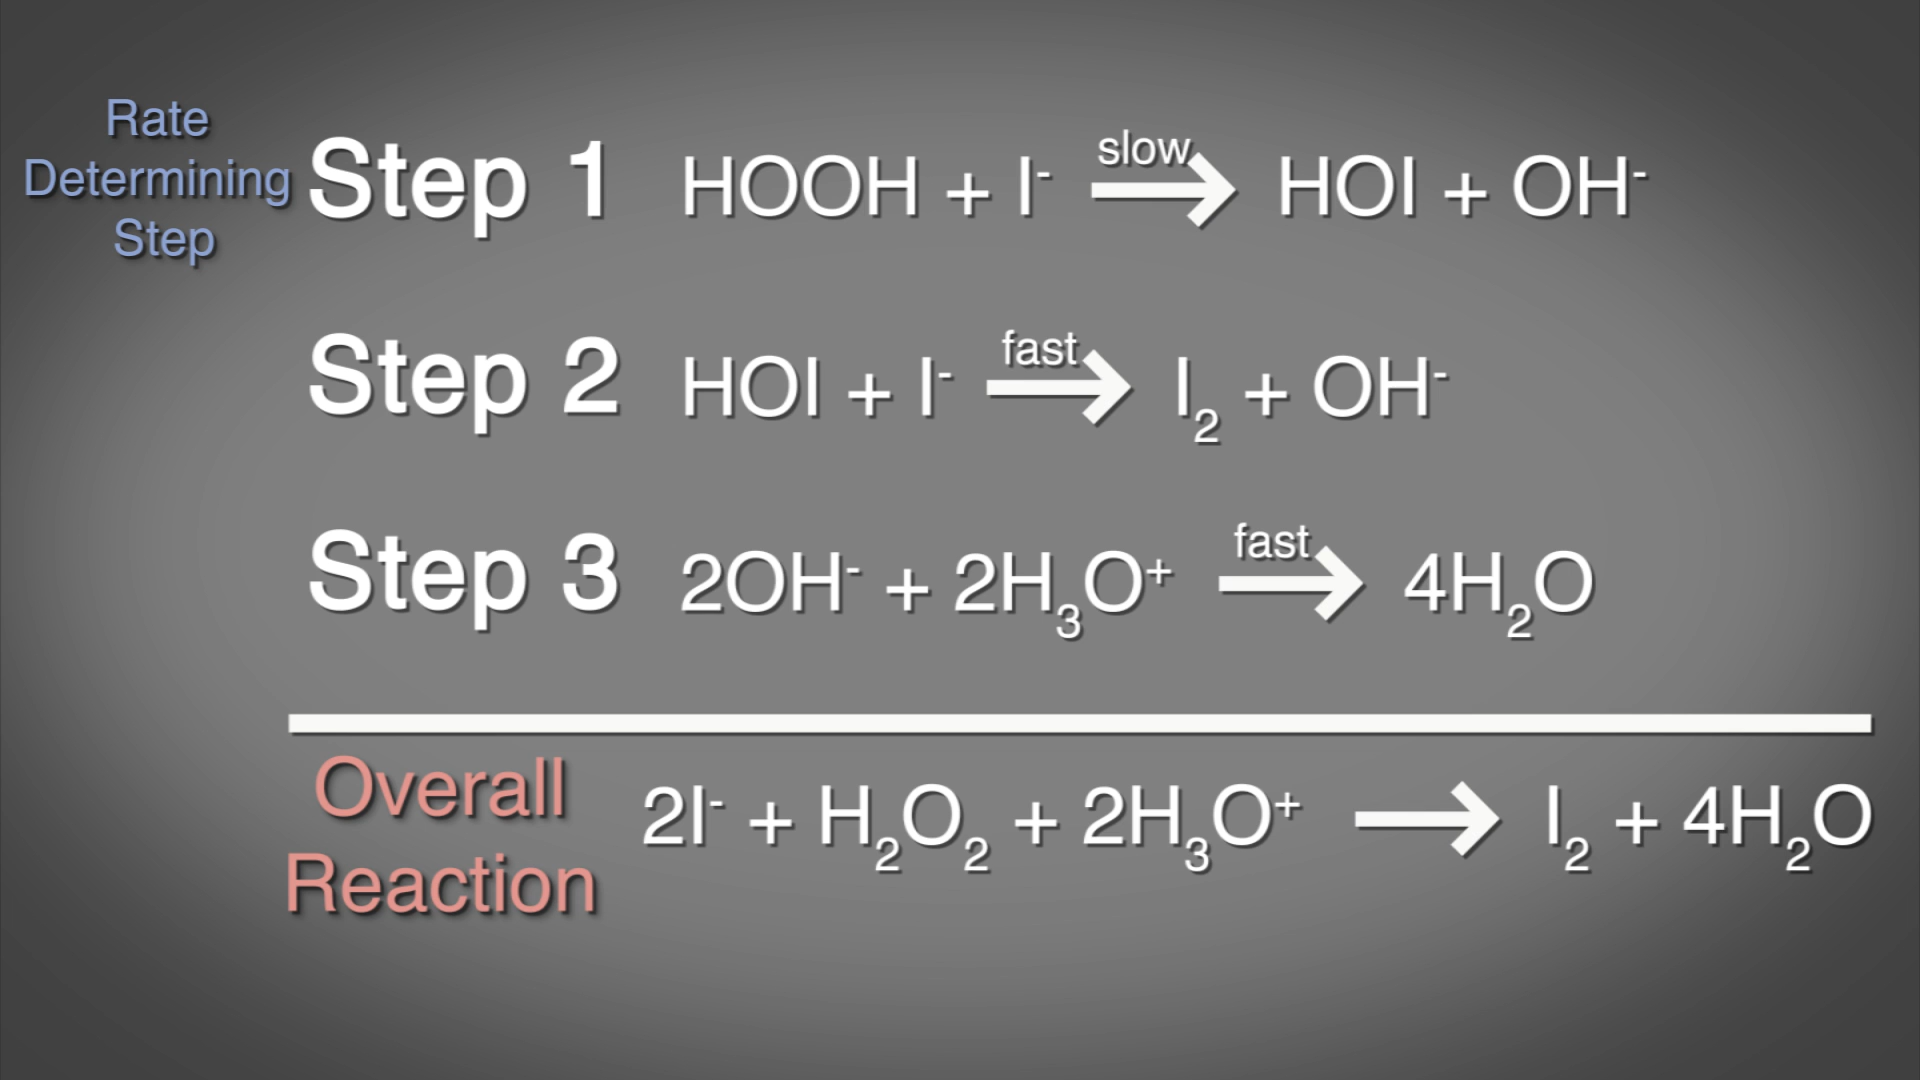 Rate
Determining
Step
Step 1 HOOH + I⁻ slow → HOI + OH⁻
Step 2 HOI + I⁻ fast → I₂ + OH⁻
Step 3 2OH⁻ + 2H₃O⁺ fast → 4H₂O
Overall
Reaction
2I⁻ + H₂O₂ + 2H₃O⁺ → I₂ + 4H₂O